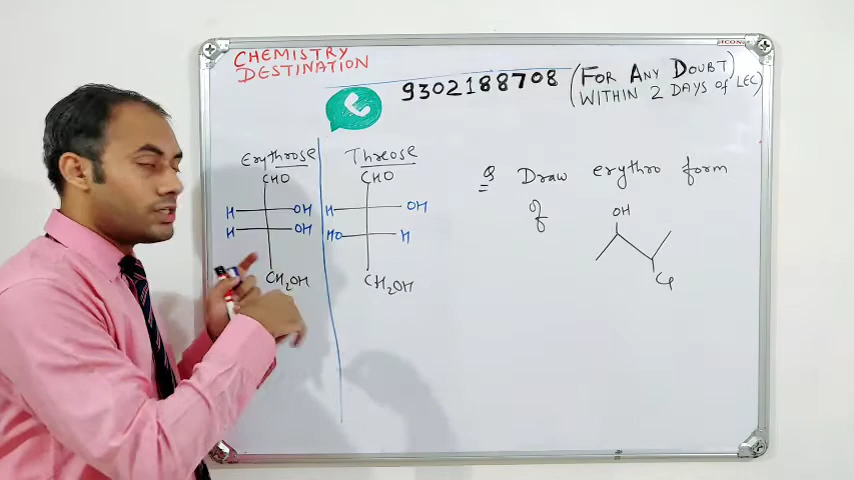 CHEMISTRY
DESTINATION
9302188708 (FOR ANY DOUBT)
WITHIN 2 DAYS of LEC)
Erythrose
CHO
H OH
H OH
CH2OH
Threose
CHO
H OH
HO H
CH2OH
Q Draw erythro form
of
OH